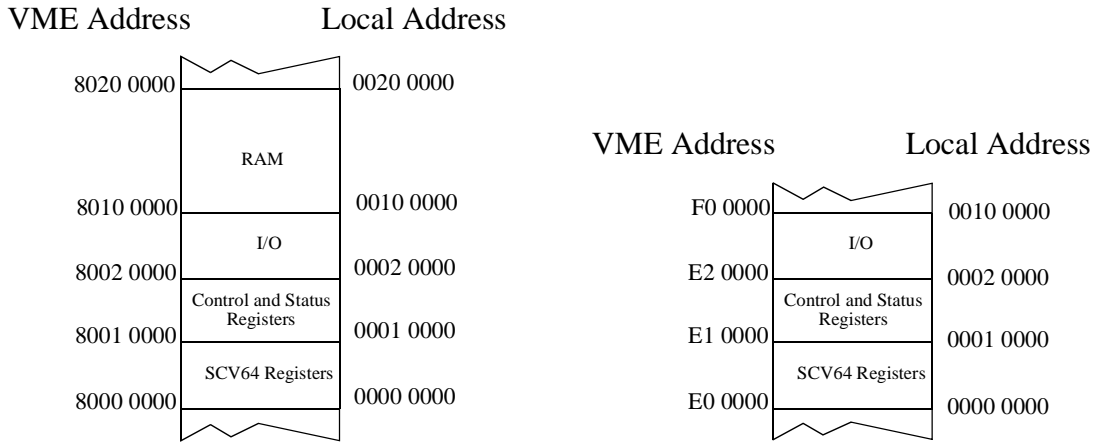 VME Address Local Address
8020 0000 0020 0000
RAM
8010 0000 0010 0000
I/O
8002 0000 0002 0000
Control and Status
Registers
8001 0000 0001 0000
SCV64 Registers
8000 0000 0000 0000
VME Address Local Address
F0 0000 0010 0000
I/O
E2 0000 0002 0000
Control and Status
Registers
E1 0000 0001 0000
SCV64 Registers
E0 0000 0000 0000